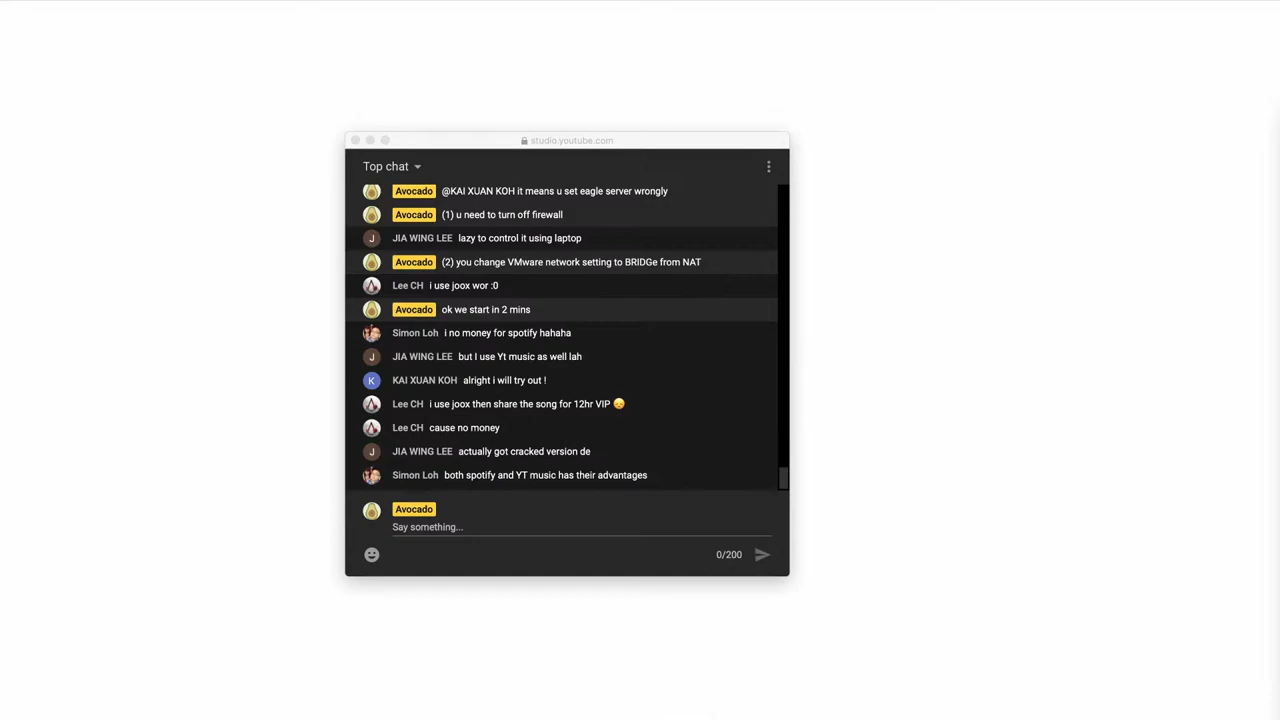 studio.youtube.com
Top chat
Avocado @KAI XUAN KOH it means u set eagle server wrongly
Avocado (1) u need to turn off firewall
J JIA WING LEE lazy to control it using laptop
Avocado (2) you change VMware network setting to BRIDGe from NAT
Lee CH i use joox wor :0
Avocado ok we start in 2 mins
Simon Loh i no money for spotify hahaha
J JIA WING LEE but I use Yt music as well lah
K KAI XUAN KOH alright i will try out !
Lee CH i use joox then share the song for 12hr VIP 😞
Lee CH cause no money
J JIA WING LEE actually got cracked version de
Simon Loh both spotify and YT music has their advantages
Avocado
Say something...
0/200